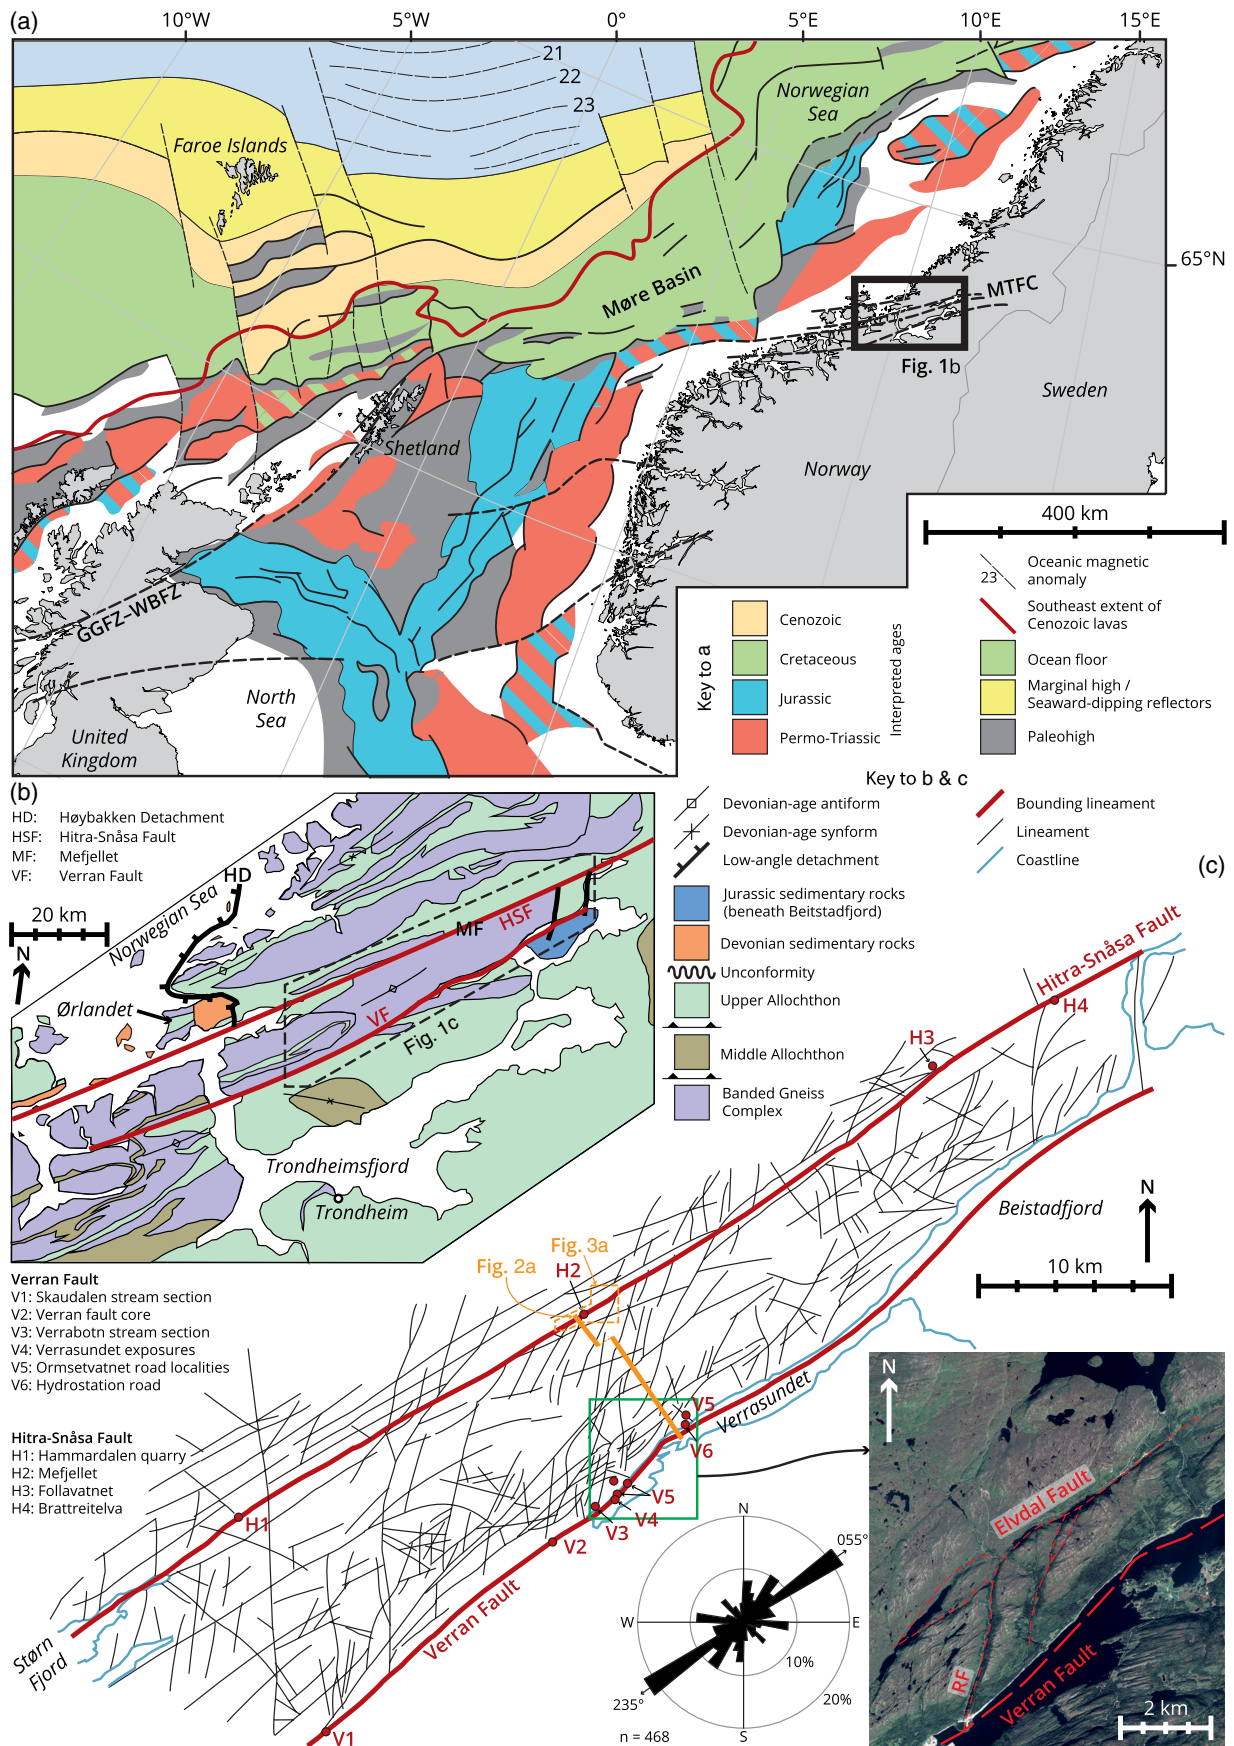 (a)
10°W
5°W
0°
5°E
10°E
15°E
21
22
23
Norwegian
Sea
Faroe Islands
65°N
Møre Basin
MTFC
Fig. 1b
Sweden
Shetland
Norway
400 km
GGFZ–WBFZ
North
Sea
United
Kingdom
Key to a
Cenozoic
Cretaceous
Jurassic
Permo-Triassic
Interpreted ages
23
Oceanic magnetic
anomaly
Southeast extent of
Cenozoic lavas
Ocean floor
Marginal high /
Seaward-dipping reflectors
Paleohigh
(b)
HD: Høybakken Detachment
HSF: Hitra-Snåsa Fault
MF: Mefjellet
VF: Verran Fault
20 km
N
Norwegian Sea
HD
MF
HSF
Ørlandet
VF
Fig. 1c
Trondheimsfjord
Trondheim
Key to b & c
Devonian-age antiform
Devonian-age synform
Low-angle detachment
Jurassic sedimentary rocks
(beneath Beitstadfjord)
Devonian sedimentary rocks
Unconformity
Upper Allochthon
Middle Allochthon
Banded Gneiss
Complex
Bounding lineament
Lineament
Coastline
(c)
Hitra-Snåsa Fault
H4
H3
Beistadfjord
N
10 km
Fig. 3a
Fig. 2a
H2
Verran Fault
V1: Skaudalen stream section
V2: Verran fault core
V3: Verrabotn stream section
V4: Verrasundet exposures
V5: Ormsetvatnet road localities
V6: Hydrostation road
Hitra-Snåsa Fault
H1: Hammardalen quarry
H2: Mefjellet
H3: Follavatnet
H4: Brattreitelva
V5
V6
Verrasundet
V5
V4
V3
V2
H1
Verran Fault
Størn
Fjord
V1
N
055°
W
E
10%
20%
235°
S
n = 468
N
Elvdal Fault
RF
Verran Fault
2 km